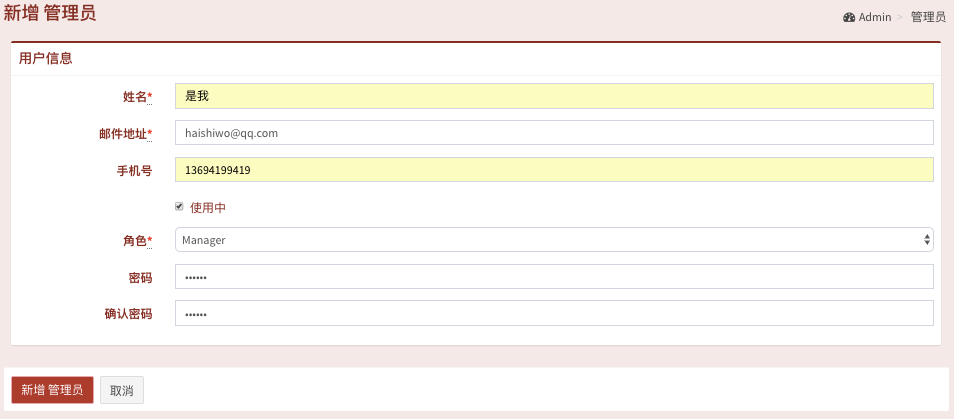 新增 管理员
Admin > 管理员
用户信息
姓名* 是我
邮件地址* haishiwo@qq.com
手机号 13694199419
使用中
角色* Manager
密码 ••••••
确认密码 ••••••
新增 管理员 取消